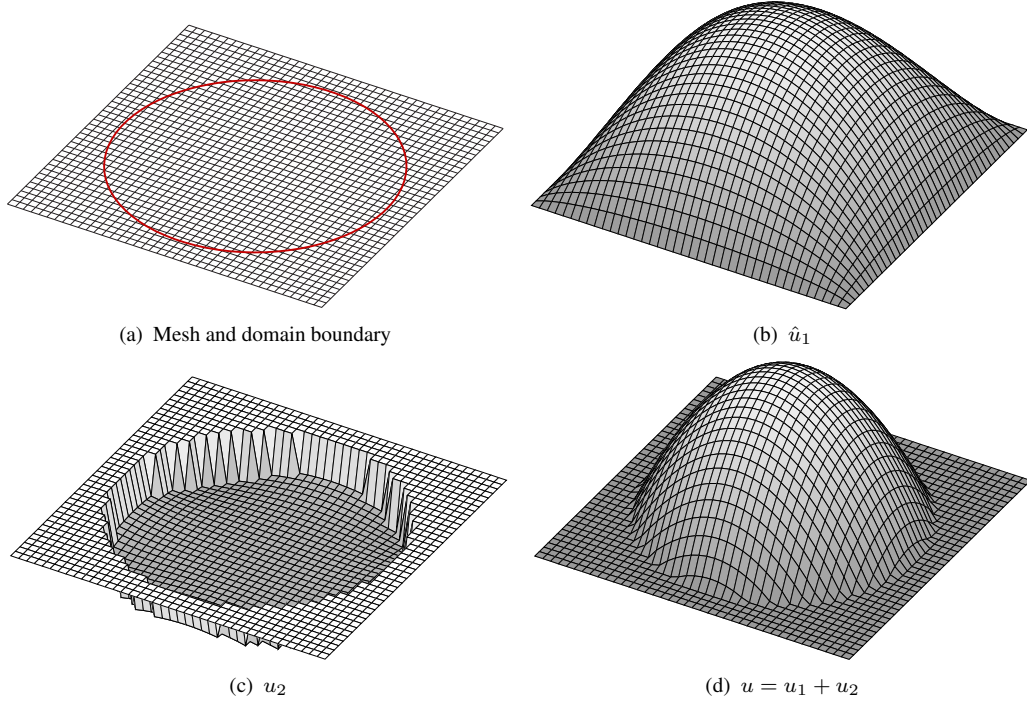 (a) Mesh and domain boundary
(b) û₁
(c) u₂
(d) u = u₁ + u₂